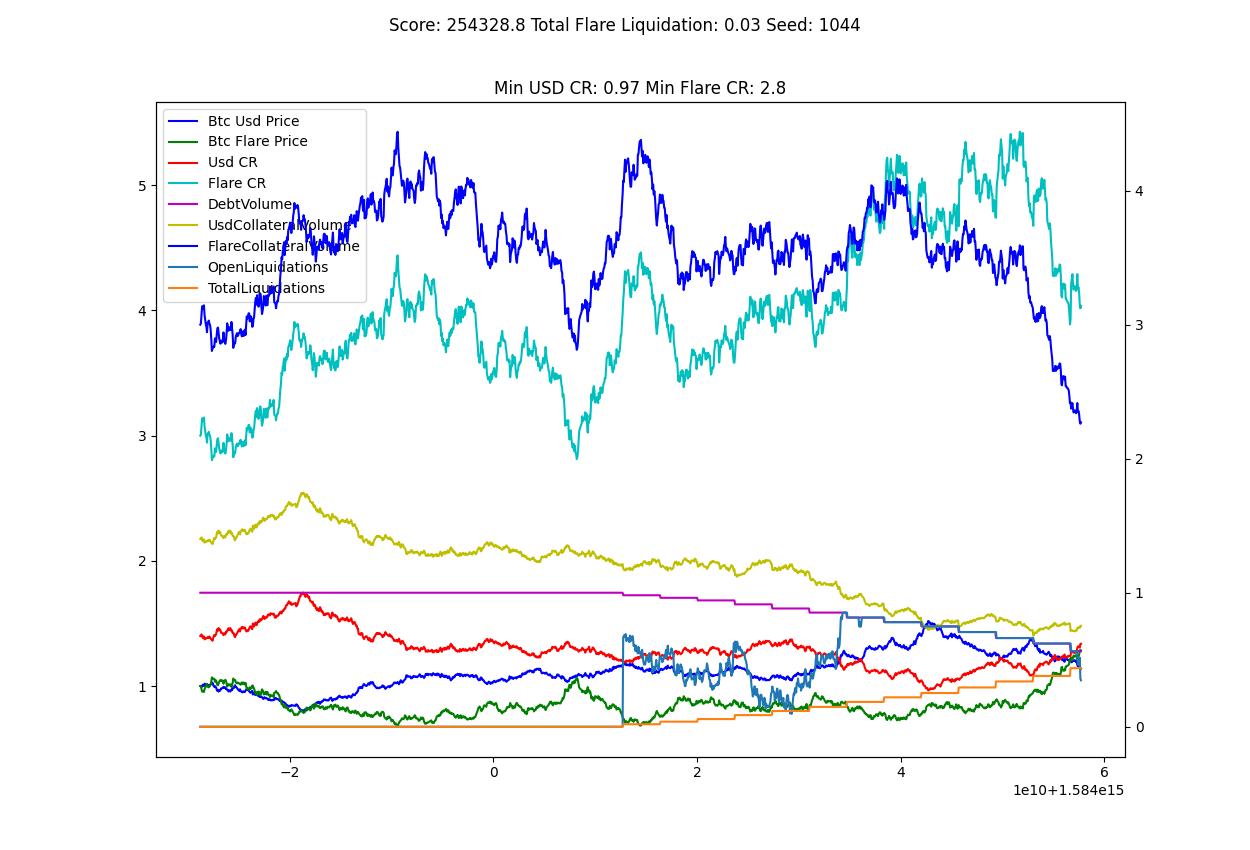 Score: 254328.8 Total Flare Liquidation: 0.03 Seed: 1044
Min USD CR: 0.97 Min Flare CR: 2.8
Btc Usd Price
Btc Flare Price
Usd CR
Flare CR
DebtVolume
UsdCollateralVolume
FlareCollateralVolume
OpenLiquidations
TotalLiquidations
5
4
3
2
1
4
3
2
1
0
−2
0
2
4
6
1e10+1.584e15